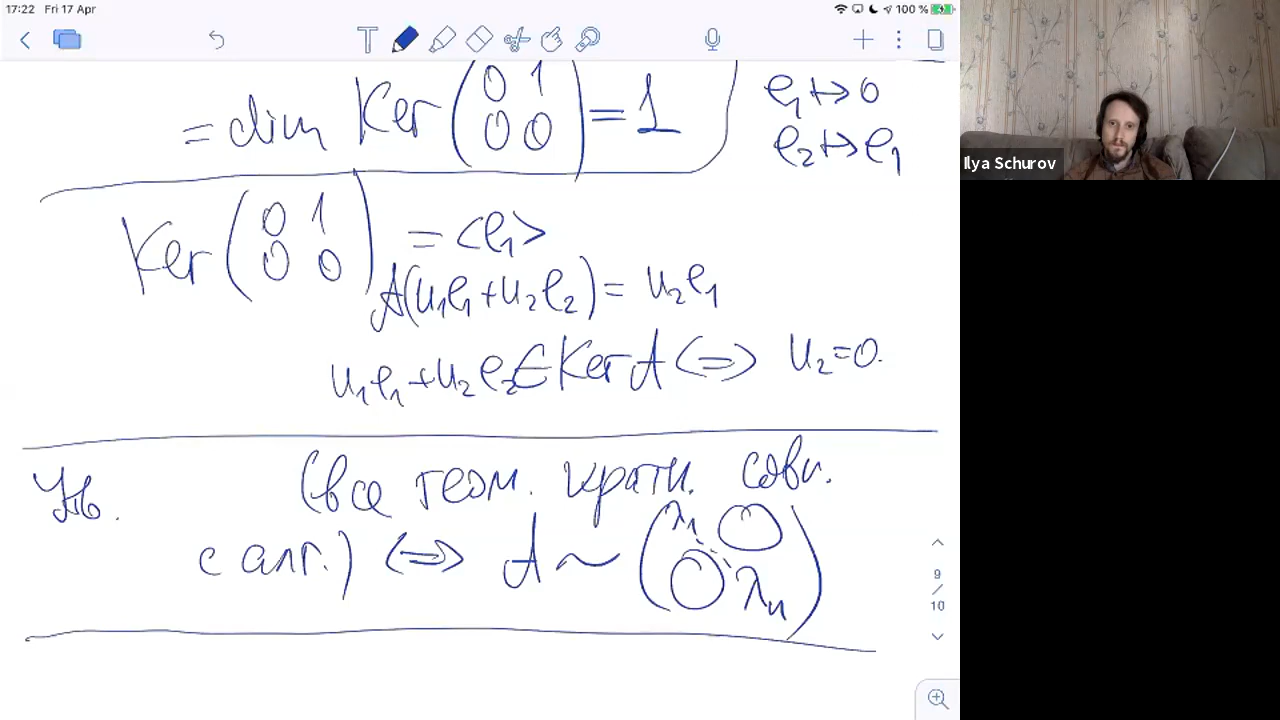 17:22 Fri 17 Apr
100 %
= dim Ker (0 1
0 0) = 1
e₁ ↦ 0
e₂ ↦ e₁
Ker (0 1
0 0) = <e₁>
A(u₁e₁+u₂e₂) = u₂e₁
u₁e₁+u₂e₂ ∈ Ker A <=> u₂=0.
Утв. (все геом. кратн. совп.
с алг.) <=> A ~ (λ₁ 0
0 λₙ)
9
/
10
Ilya Schurov